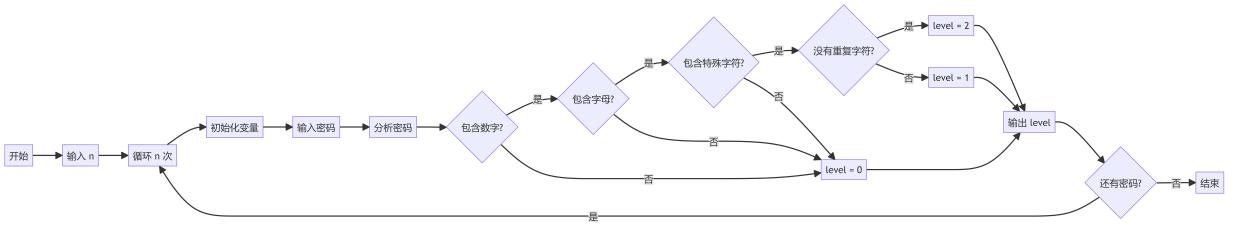 开始
输入 n
循环 n 次
初始化变量
输入密码
分析密码
包含数字?
是
否
包含字母?
是
否
包含特殊字符?
是
否
没有重复字符?
是
否
level = 2
level = 1
level = 0
输出 level
还有密码?
是
否
结束